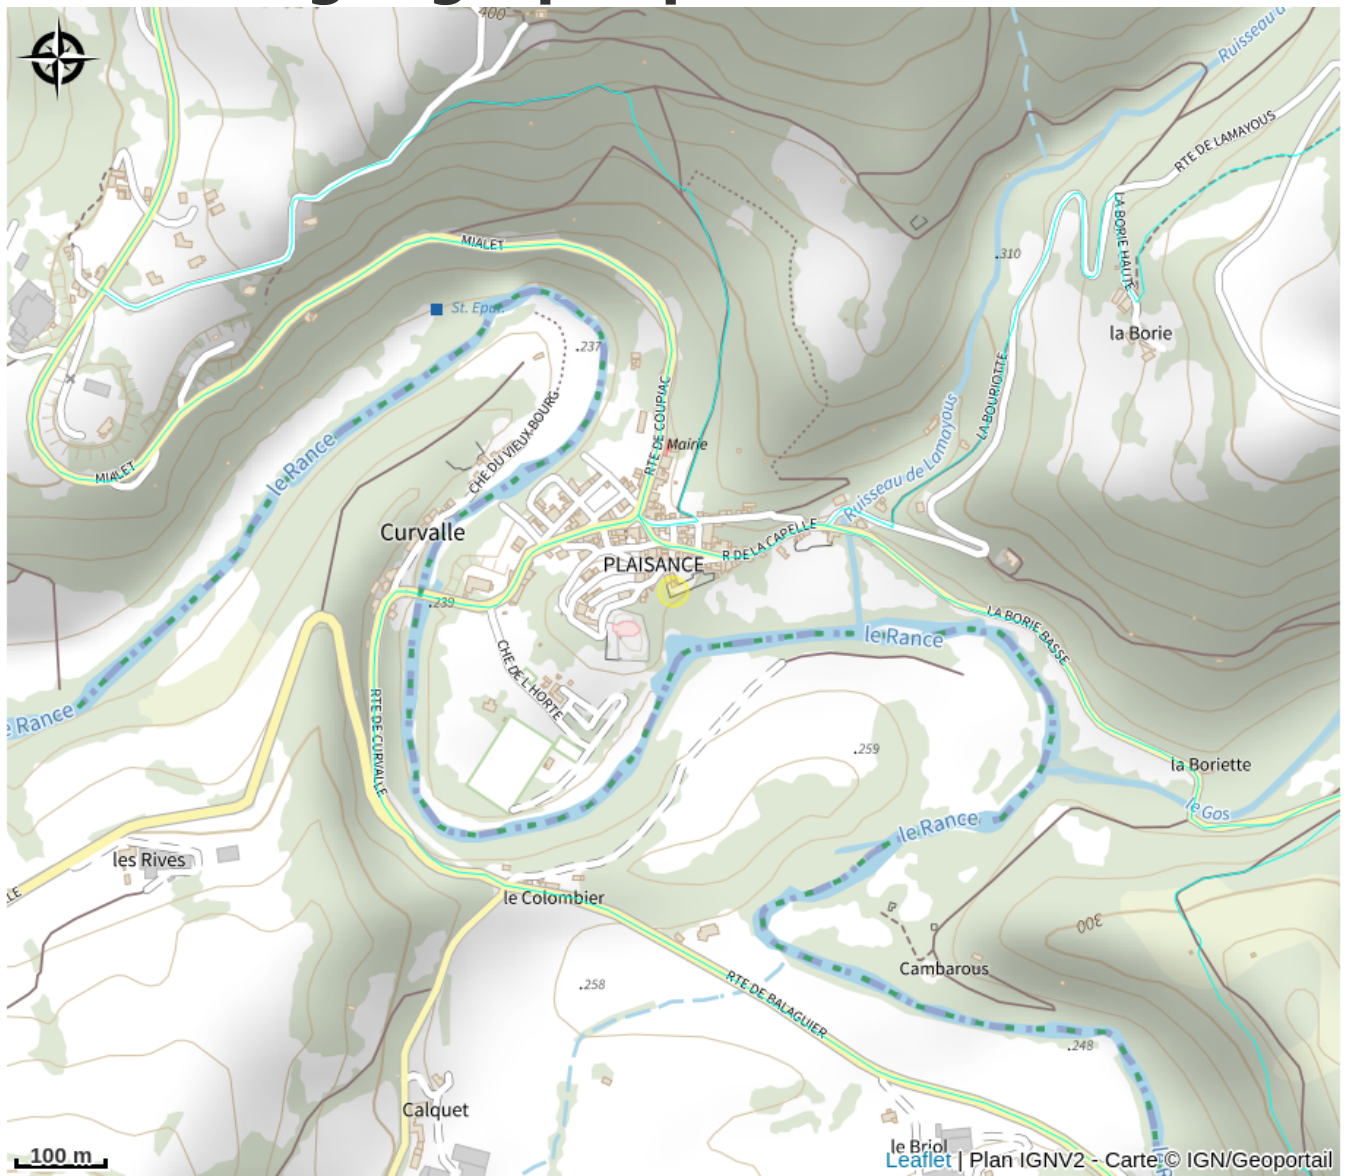 400
Ruisseau d
RTE DE LAMAYOUS
LA BORIE HAUTE
MIALET
.310
St. Epur.
la Borie
.237
LA BOURIOTTE
RTE DE COUPIAC
CHE DU VIEUX-BOURG
Mairie
MIALET
le Rance
Ruisseau de Lamayous
Curvalle
R DE LA CAPELLE
PLAISANCE
.239
LA BORIE BASSE
le Rance
CHE DE L'HORTE
RTE DE CURVALLE
e Rance
.259
la Boriette
le Gos
le Rance
les Rives
LLE
le Colombier
300
Cambarous
.258
RTE DE BALAGUIER
.248
Calquet
le Briol
100 m
Leaflet | Plan IGNV2 - Carte © IGN/Geoportail